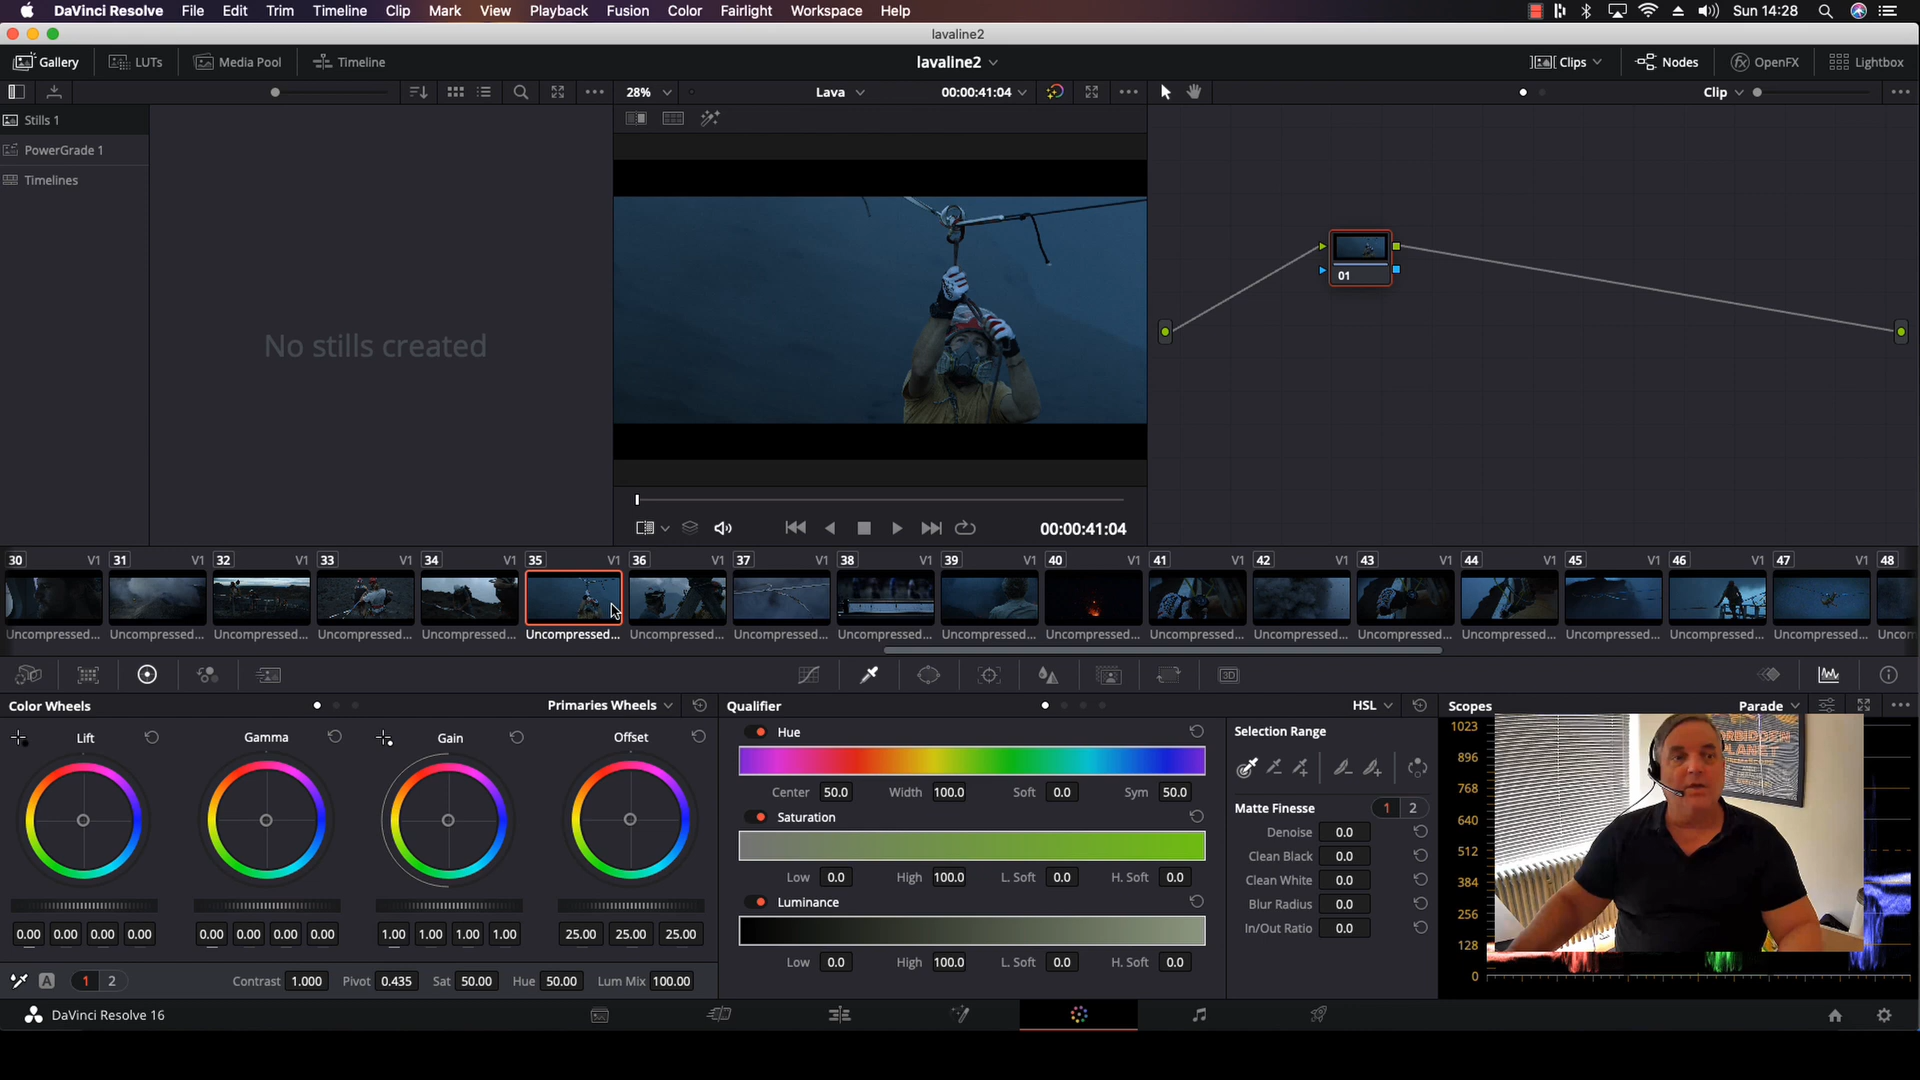 DaVinci Resolve File Edit Trim Timeline Clip Mark View Playback Fusion Color Fairlight Workspace Help Sun 14:28
lavaline2
Gallery LUTs Media Pool Timeline lavaline2 Clips Nodes OpenFX Lightbox
28% Lava 00:00:41:04 Clip
Stills 1
PowerGrade 1
Timelines
No stills created
01
00:00:41:04
30 V1 31 V1 32 V1 33 V1 34 V1 35 V1 36 V1 37 V1 38 V1 39 V1 40 V1 41 V1 42 V1 43 V1 44 V1 45 V1 46 V1 47 V1 48
Uncompressed... Uncompressed... Uncompressed... Uncompressed... Uncompressed... Uncompressed... Uncompressed... Uncompressed... Uncompressed... Uncompressed... Uncompressed... Uncompressed... Uncompressed... Uncompressed... Uncompressed... Uncompressed... Uncompressed... Uncompressed... Uncom
3D
Color Wheels Primaries Wheels Qualifier HSL Scopes Parade
Lift Gamma Gain Offset
0.00 0.00 0.00 0.00 0.00 0.00 0.00 0.00 1.00 1.00 1.00 1.00 25.00 25.00 25.00
A 1 2 Contrast 1.000 Pivot 0.435 Sat 50.00 Hue 50.00 Lum Mix 100.00
Hue
Center 50.0 Width 100.0 Soft 0.0 Sym 50.0
Saturation
Low 0.0 High 100.0 L. Soft 0.0 H. Soft 0.0
Luminance
Low 0.0 High 100.0 L. Soft 0.0 H. Soft 0.0
Selection Range
Matte Finesse 1 2
Denoise 0.0
Clean Black 0.0
Clean White 0.0
Blur Radius 0.0
In/Out Ratio 0.0
1023
896
768
640
512
384
256
128
0
FORBIDDEN
PLANET
DaVinci Resolve 16